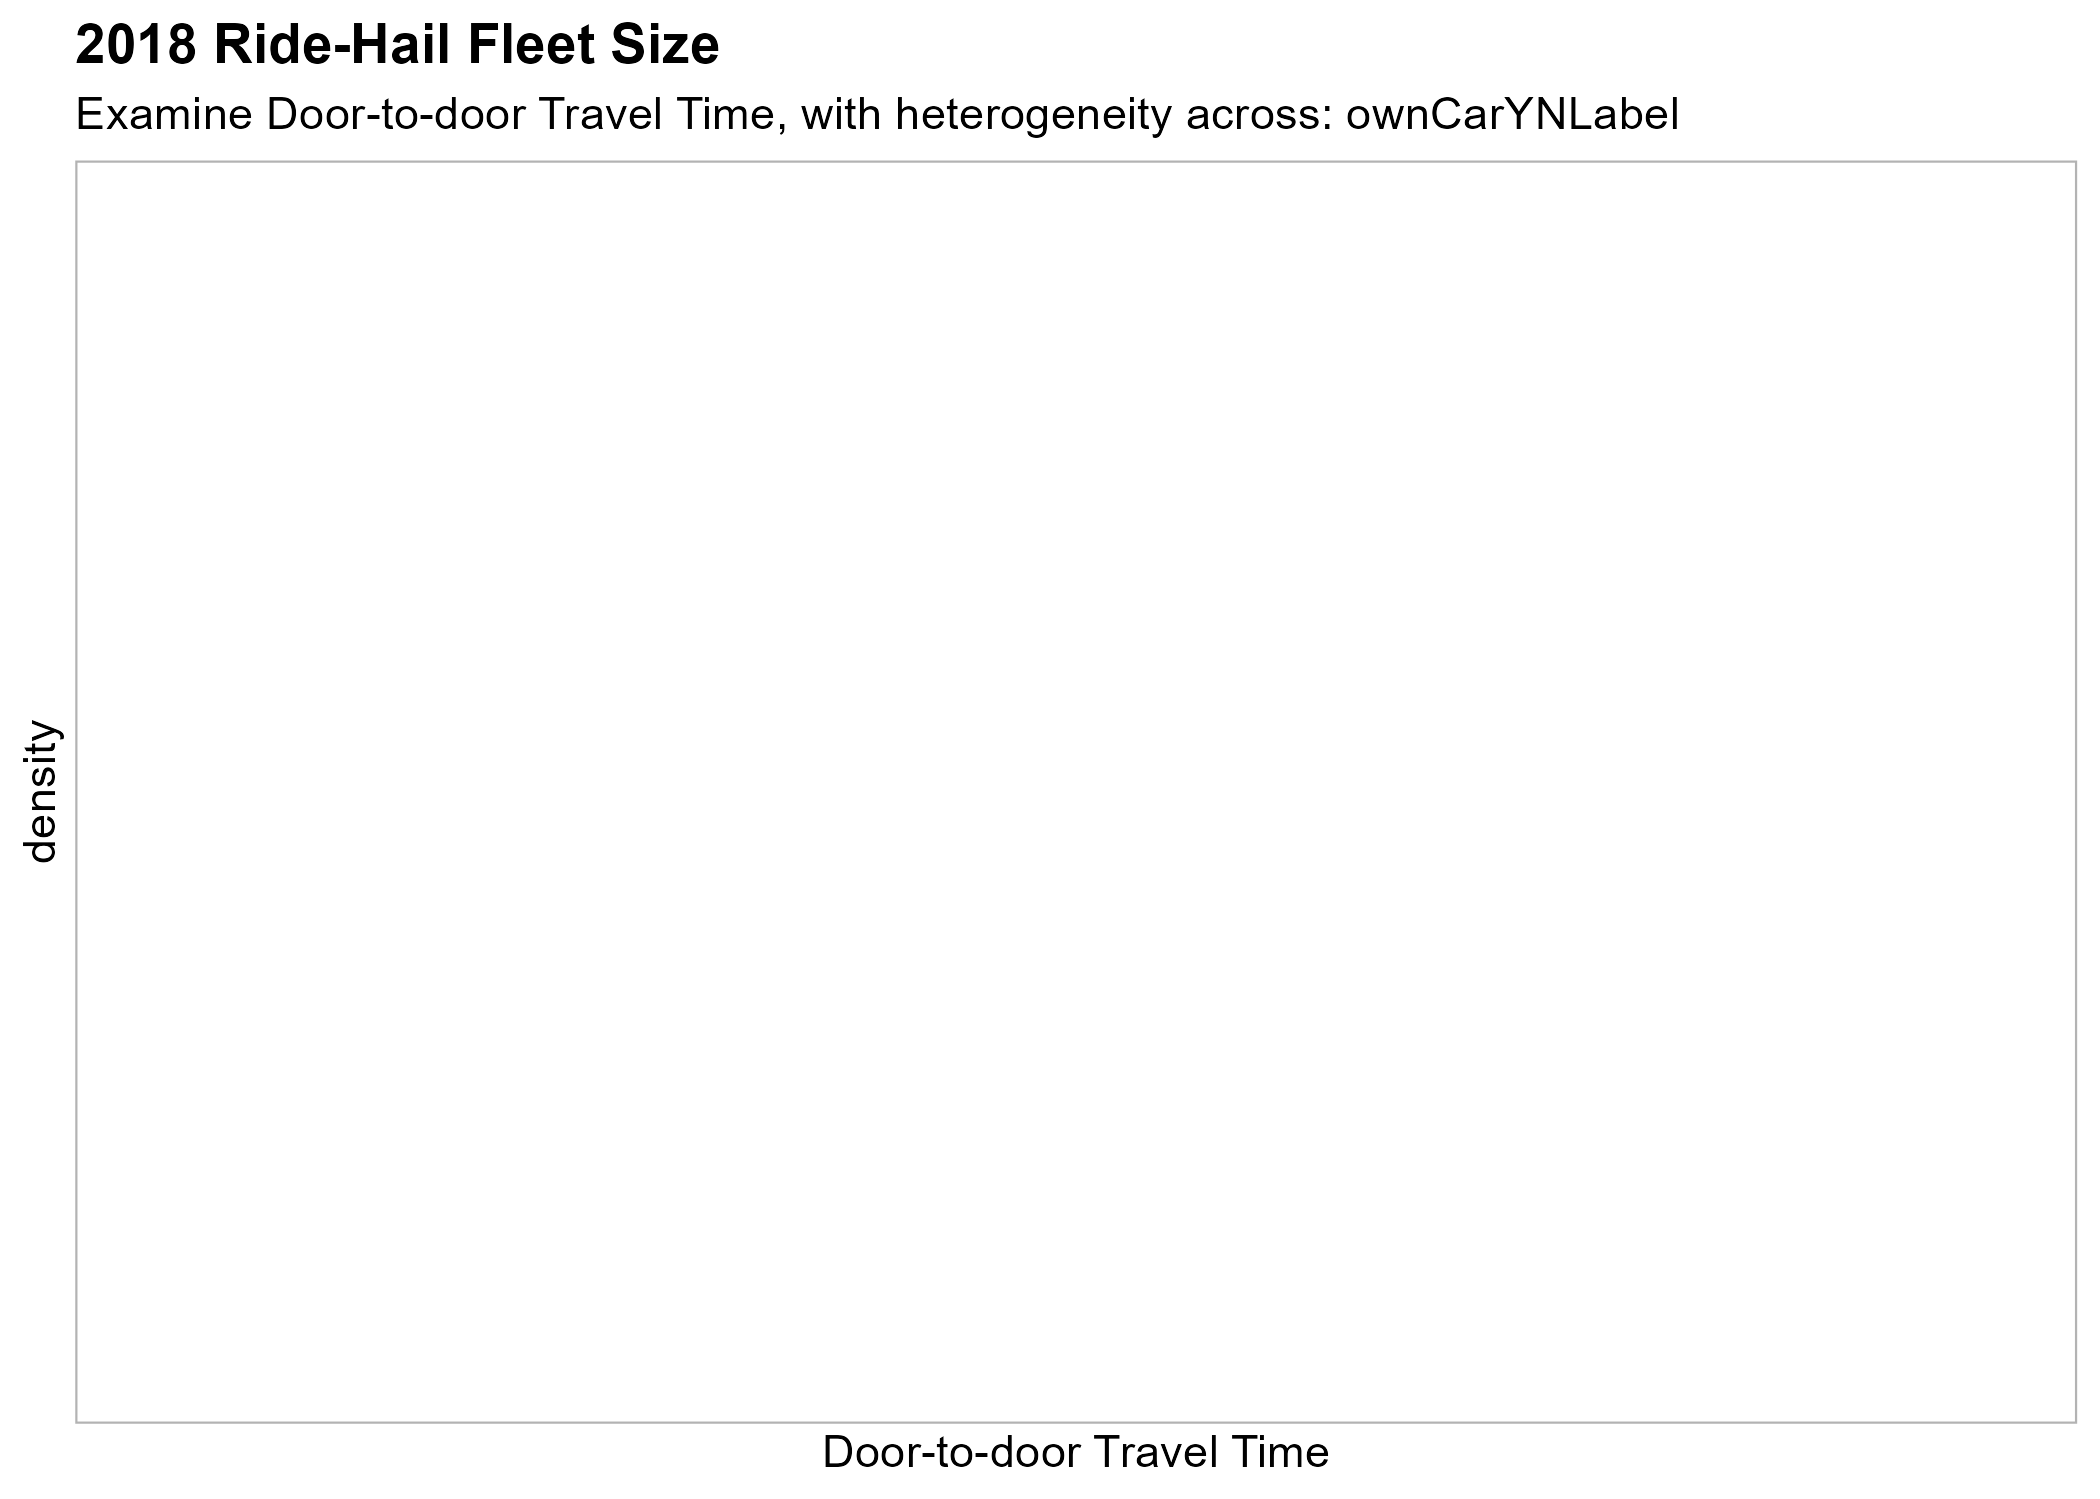 2018 Ride-Hail Fleet Size
Examine Door-to-door Travel Time, with heterogeneity across: ownCarYNLabel
density
Door-to-door Travel Time